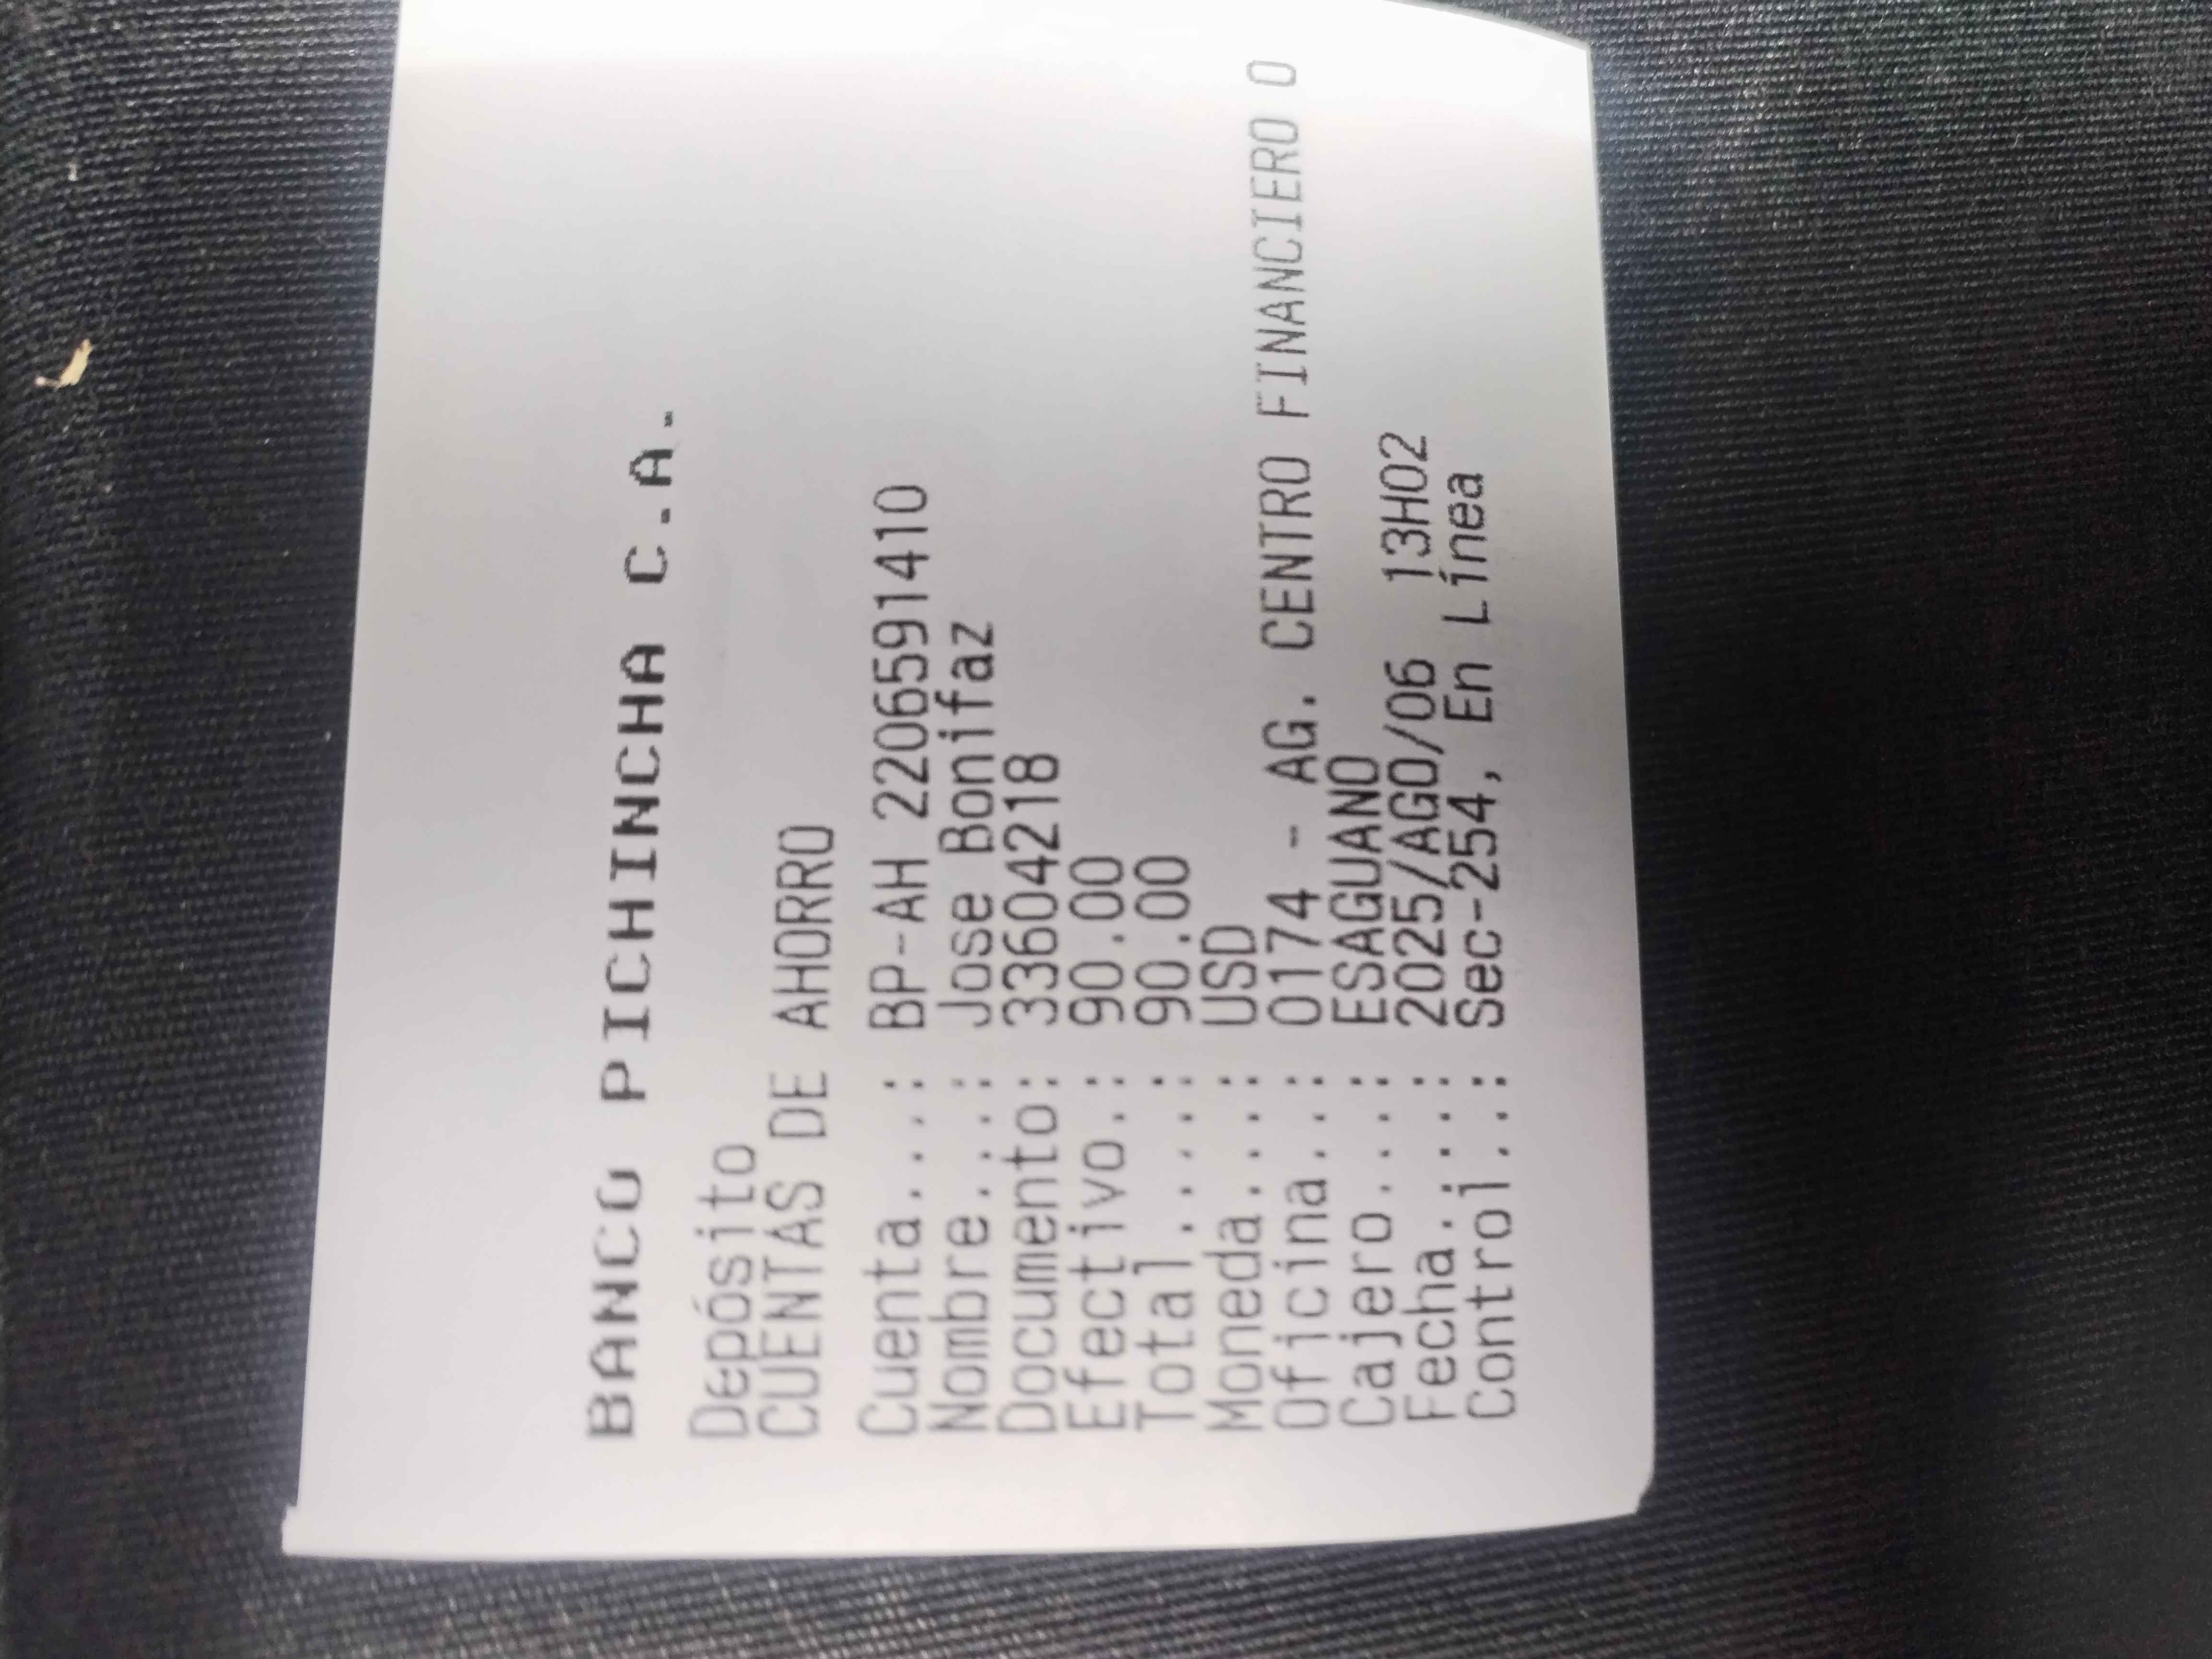 BANCO PICHINCHA C.A.
Depósito
CUENTAS DE AHORRO
Cuenta....: BP-AH 2206591410
Nombre....: Jose Bonifaz
Documento: 33604218
Efectivo.: 90.00
Total.....: 90.00
Moneda....: USD
Oficina...: 0174 - AG. CENTRO FINANCIERO O
Cajero....: ESAGUANO
Fecha.....: 2025/AGO/06 13H02
Control...: Sec-254, En Línea